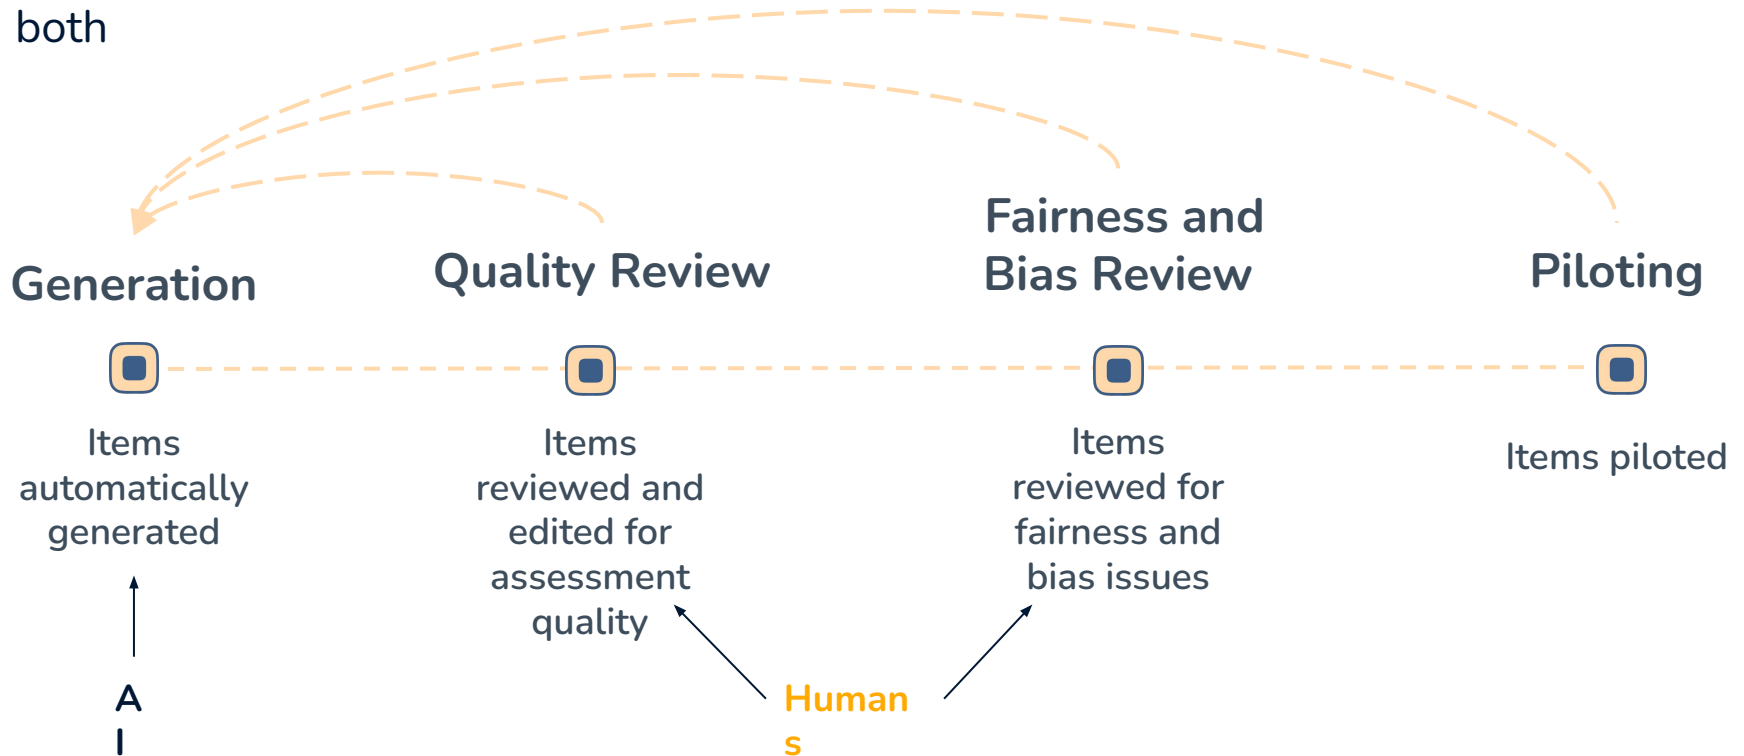 both
Generation
Quality Review
Fairness and
Bias Review
Piloting
Items
automatically
generated
Items
reviewed and
edited for
assessment
quality
Items
reviewed for
fairness and
bias issues
Items piloted
A
I
Human
s